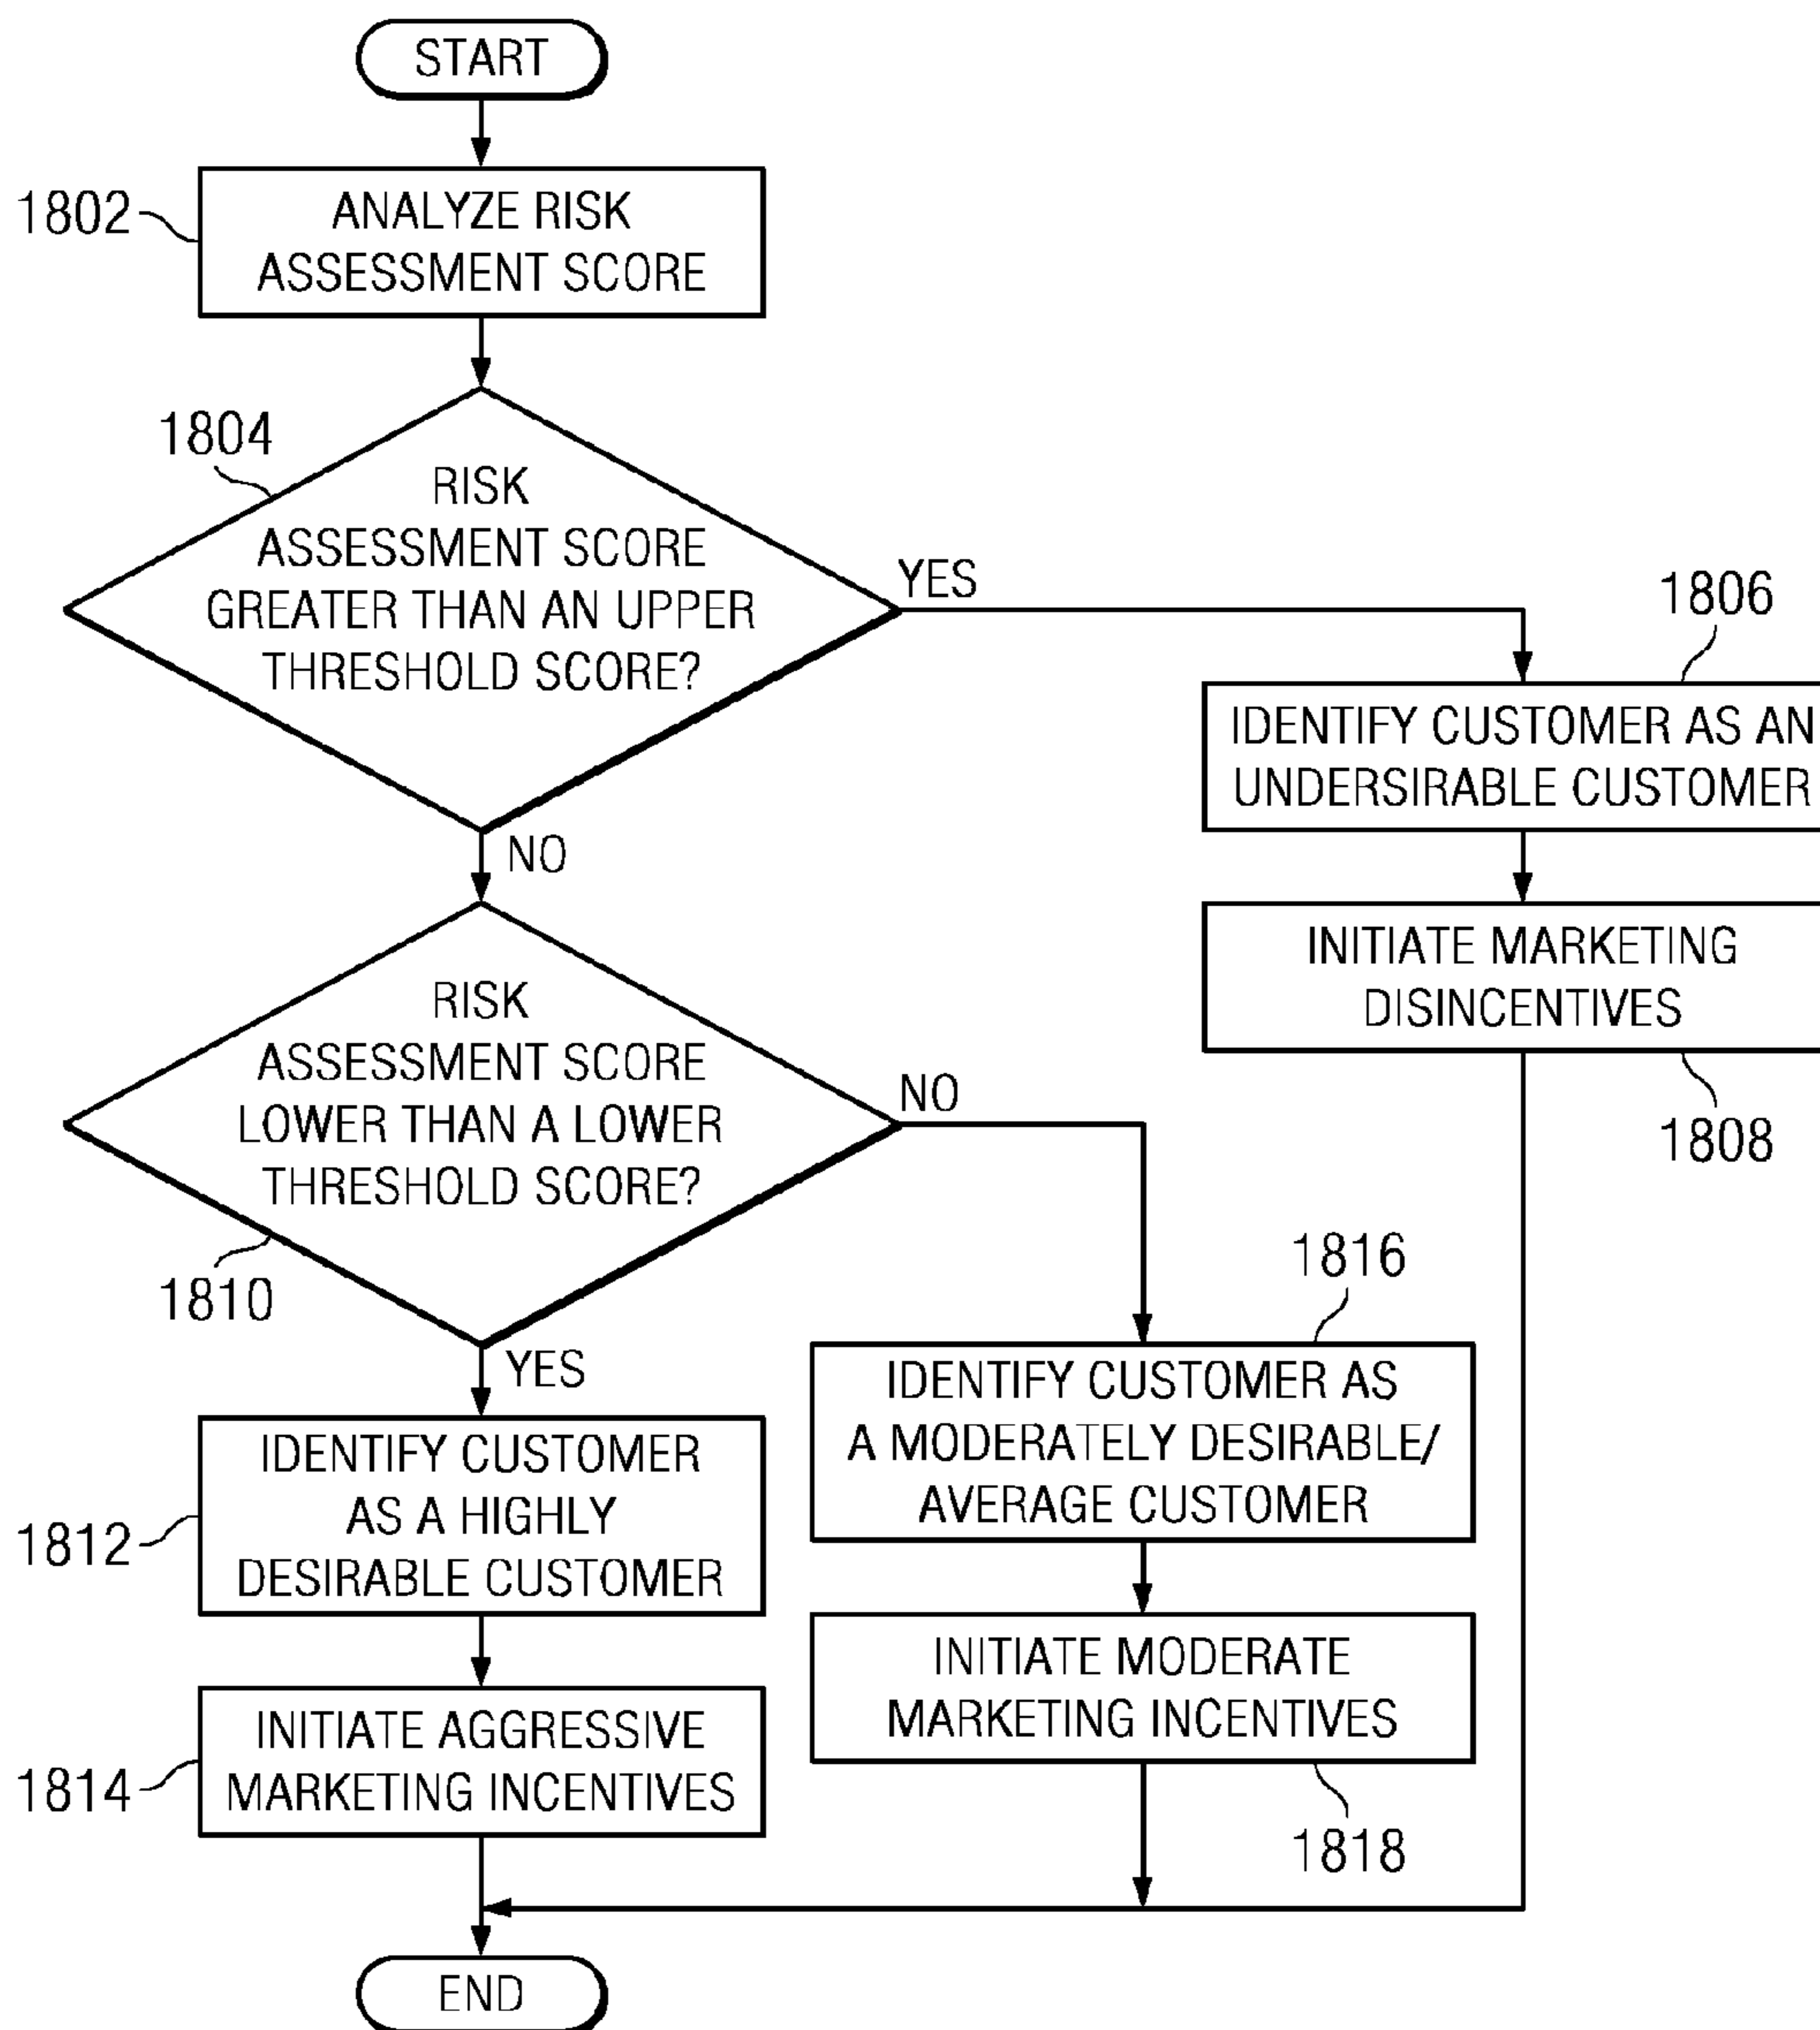 START
1802
ANALYZE RISK
ASSESSMENT SCORE
1804
RISK
ASSESSMENT SCORE
GREATER THAN AN UPPER
THRESHOLD SCORE?
YES
1806
IDENTIFY CUSTOMER AS AN
UNDERSIRABLE CUSTOMER
NO
INITIATE MARKETING
DISINCENTIVES
1808
RISK
ASSESSMENT SCORE
LOWER THAN A LOWER
THRESHOLD SCORE?
NO
1810
YES
1816
IDENTIFY CUSTOMER AS
A MODERATELY DESIRABLE/
AVERAGE CUSTOMER
1812
IDENTIFY CUSTOMER
AS A HIGHLY
DESIRABLE CUSTOMER
INITIATE MODERATE
MARKETING INCENTIVES
1818
1814
INITIATE AGGRESSIVE
MARKETING INCENTIVES
END